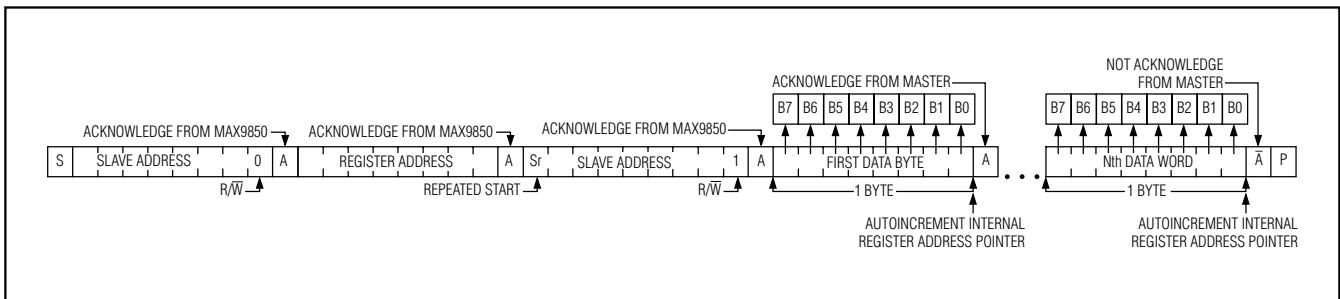 NOT ACKNOWLEDGE
FROM MASTER
ACKNOWLEDGE FROM MASTER
B7 B6 B5 B4 B3 B2 B1 B0
B7 B6 B5 B4 B3 B2 B1 B0
ACKNOWLEDGE FROM MAX9850
ACKNOWLEDGE FROM MAX9850
ACKNOWLEDGE FROM MAX9850
S SLAVE ADDRESS 0 A REGISTER ADDRESS A Sr SLAVE ADDRESS 1 A FIRST DATA BYTE A ... Nth DATA WORD A̅ P
R/W̅
REPEATED START
R/W̅
1 BYTE
1 BYTE
AUTOINCREMENT INTERNAL
REGISTER ADDRESS POINTER
AUTOINCREMENT INTERNAL
REGISTER ADDRESS POINTER